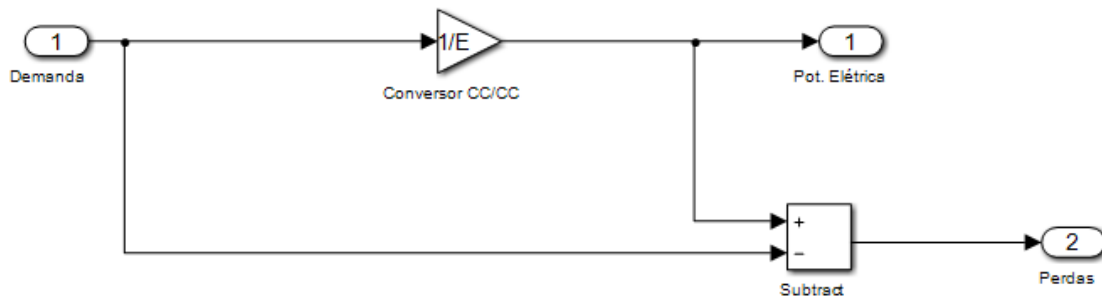 1
1/E
1
Demanda
Pot. Elétrica
Conversor CC/CC
+
−
2
Subtract
Perdas